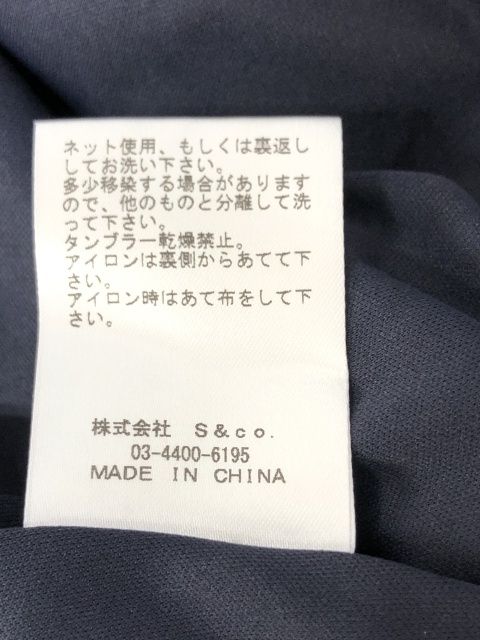 ネット使用、もしくは裏返し
してお洗い下さい。
多少移染する場合があります
ので、他のものと分離して洗
って下さい。
タンブラー乾燥禁止。
アイロンは裏側からあてて下
さい。
アイロン時はあて布をして下
さい。
株式会社 S&co.
03-4400-6195
MADE IN CHINA